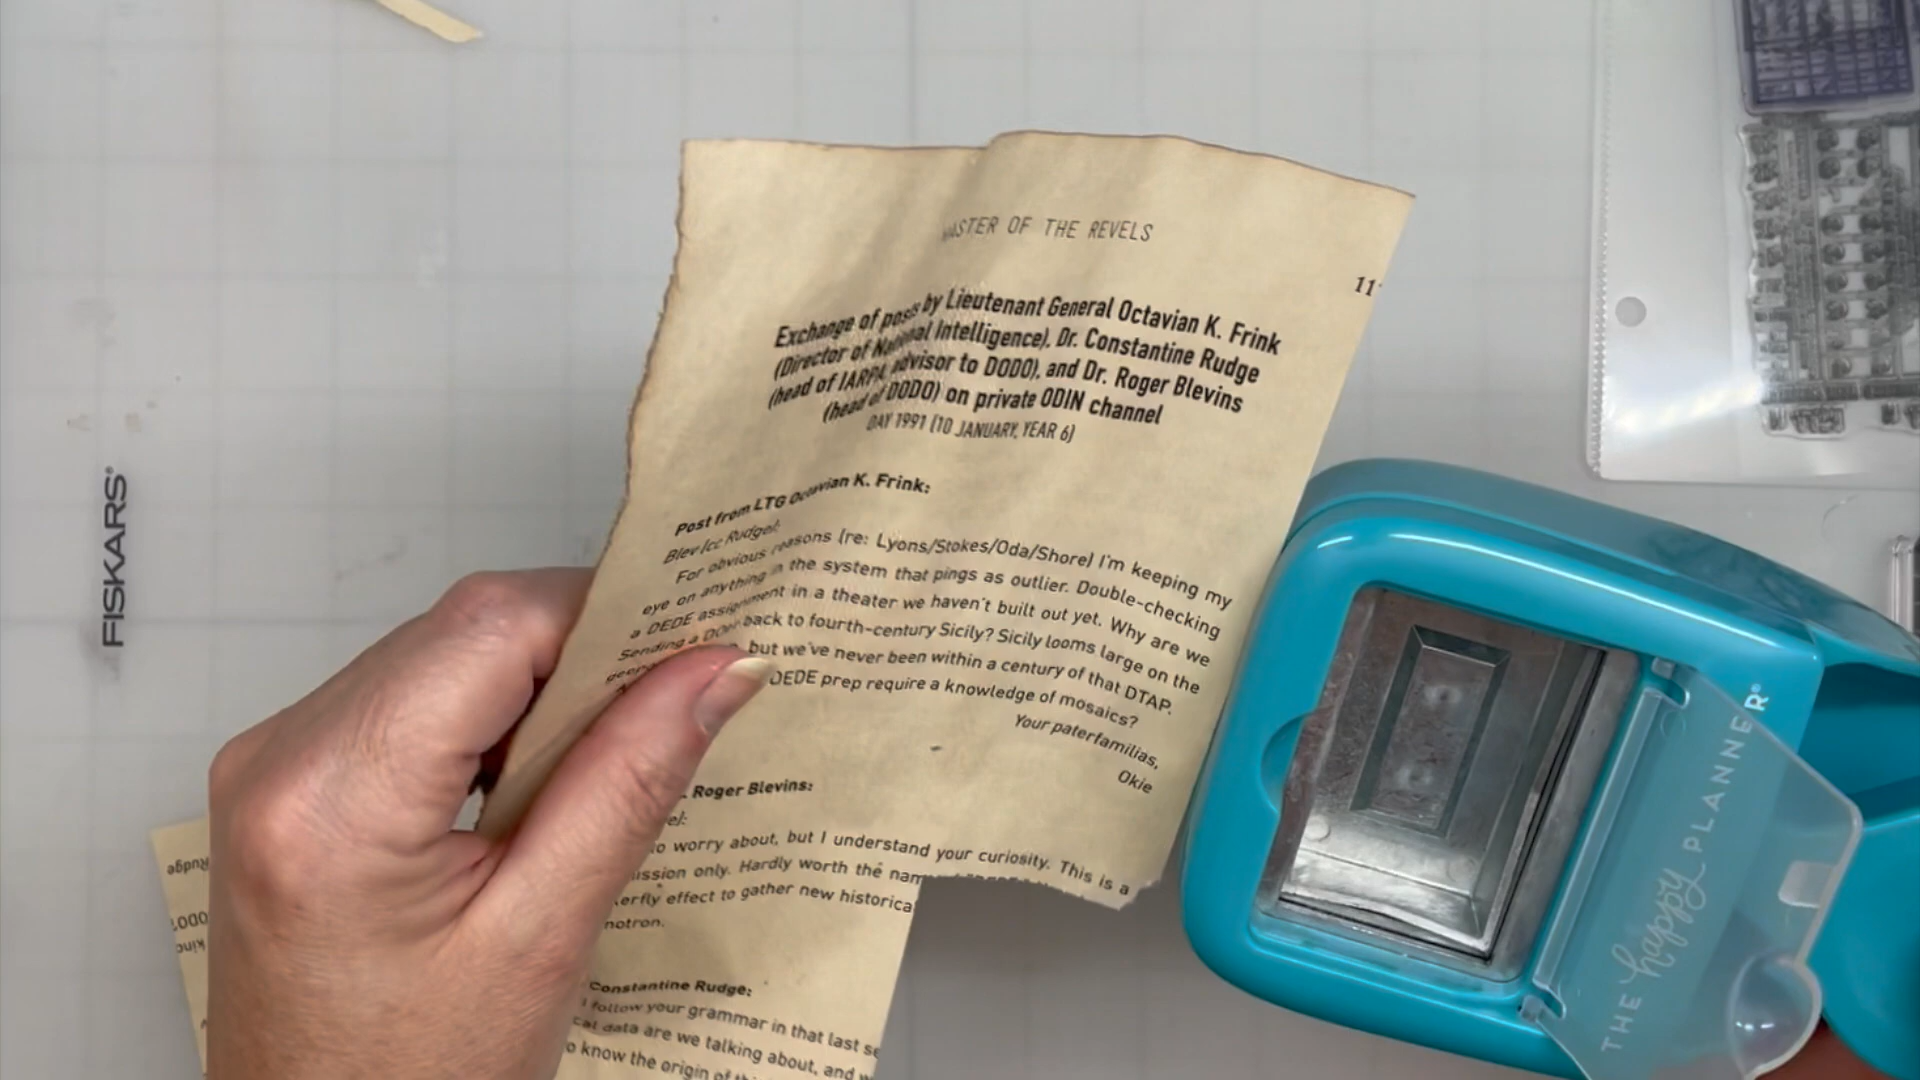 FISKARS®
MASTER OF THE REVELS
11
Exchange of posts by Lieutenant General Octavian K. Frink
(Director of National Intelligence), Dr. Constantine Rudge
(head of IARPA, advisor to DODO), and Dr. Roger Blevins
(head of DODO) on private ODIN channel
DAY 1991 (10 JANUARY, YEAR 6)
Post from LTG Octavian K. Frink:
Blev (cc Rudge):
For obvious reasons (re: Lyons/Stokes/Oda/Shore) I'm keeping my
eye on anything in the system that pings as outlier. Double-checking
a DEDE assignment in a theater we haven't built out yet. Why are we
Sending a back to fourth-century Sicily? Sicily looms large on the
but we've never been within a century of that DTAP.
DEDE prep require a knowledge of mosaics?
Your paterfamilias,
Okie
Roger Blevins:
to worry about, but I understand your curiosity. This is a
mission only. Hardly worth the
effect to gather new
Constantine Rudge:
I follow your grammar in that last
data are we talking about, and
to know the origin of
Rudge
THE happy PLANNER®